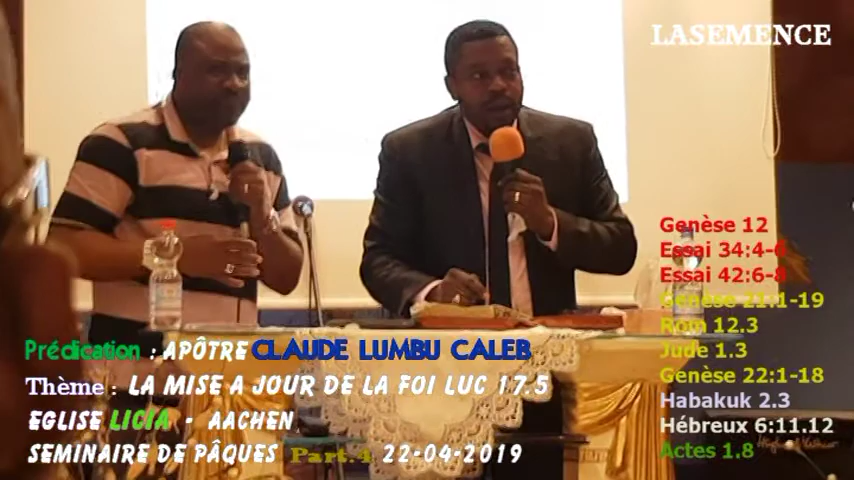 LASEMENCE
Genèse 12
Essai 34:4-6
Essai 42:6-8
Genèse 21:1-19
Rom 12.3
Jude 1.3
Genèse 22:1-18
Habakuk 2.3
Hébreux 6:11.12
Actes 1.8
Prédication : APÔTRE CLAUDE LUMBU CALEB
Thème : LA MISE A JOUR DE LA FOI LUC 17.5
EGLISE LICIA - AACHEN
SEMINAIRE DE PÂQUES Part.4 22-04-2019